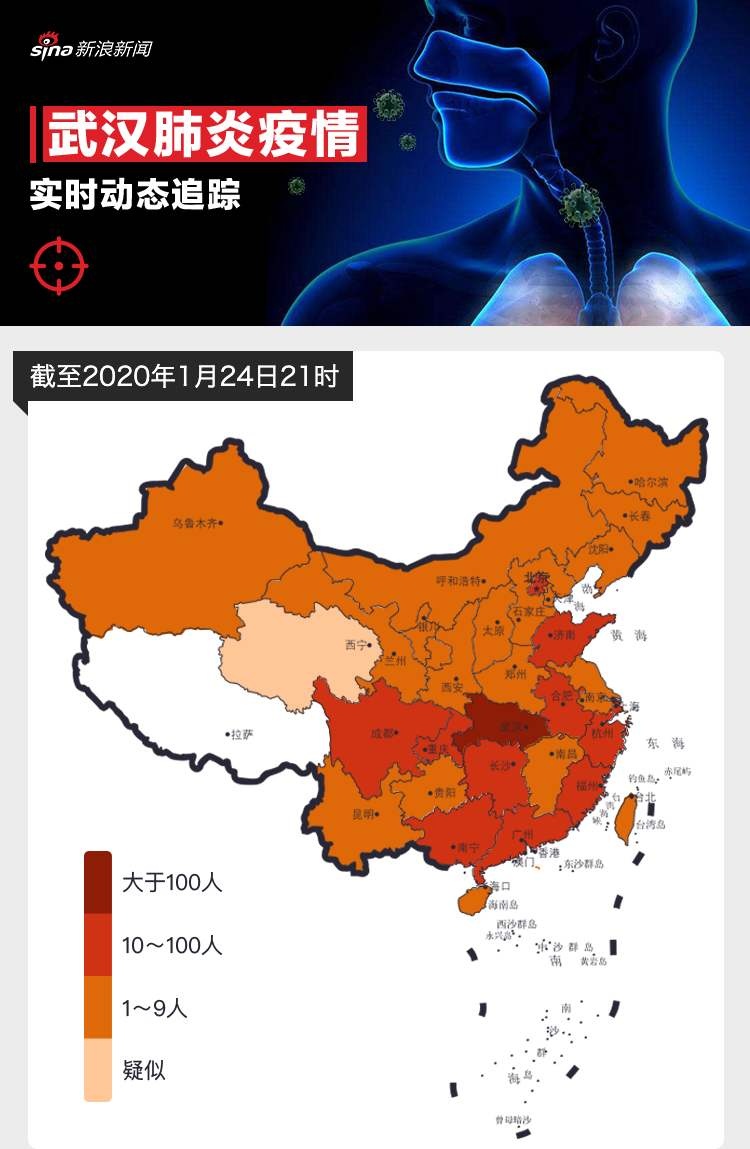 sina新浪新闻
武汉肺炎疫情
实时动态追踪
截至2020年1月24日21时
哈尔滨
长春
乌鲁木齐
沈阳
呼和浩特
北京
天津
渤
海
石家庄
银川
太原
济南
黄 海
西宁
兰州
西安
郑州
合肥
南京
上海
拉萨
成都
武汉
杭州
东 海
重庆
长沙
南昌
钓鱼岛
赤尾屿
贵阳
福州
台北
台
湾
海
峡
昆明
台湾岛
南宁
广州
香港
澳门
东沙群岛
海口
海南岛
西沙群岛
永兴岛
中 沙 群 岛
南
黄岩岛
南
沙
群
岛
海
曾母暗沙
大于100人
10～100人
1～9人
疑似